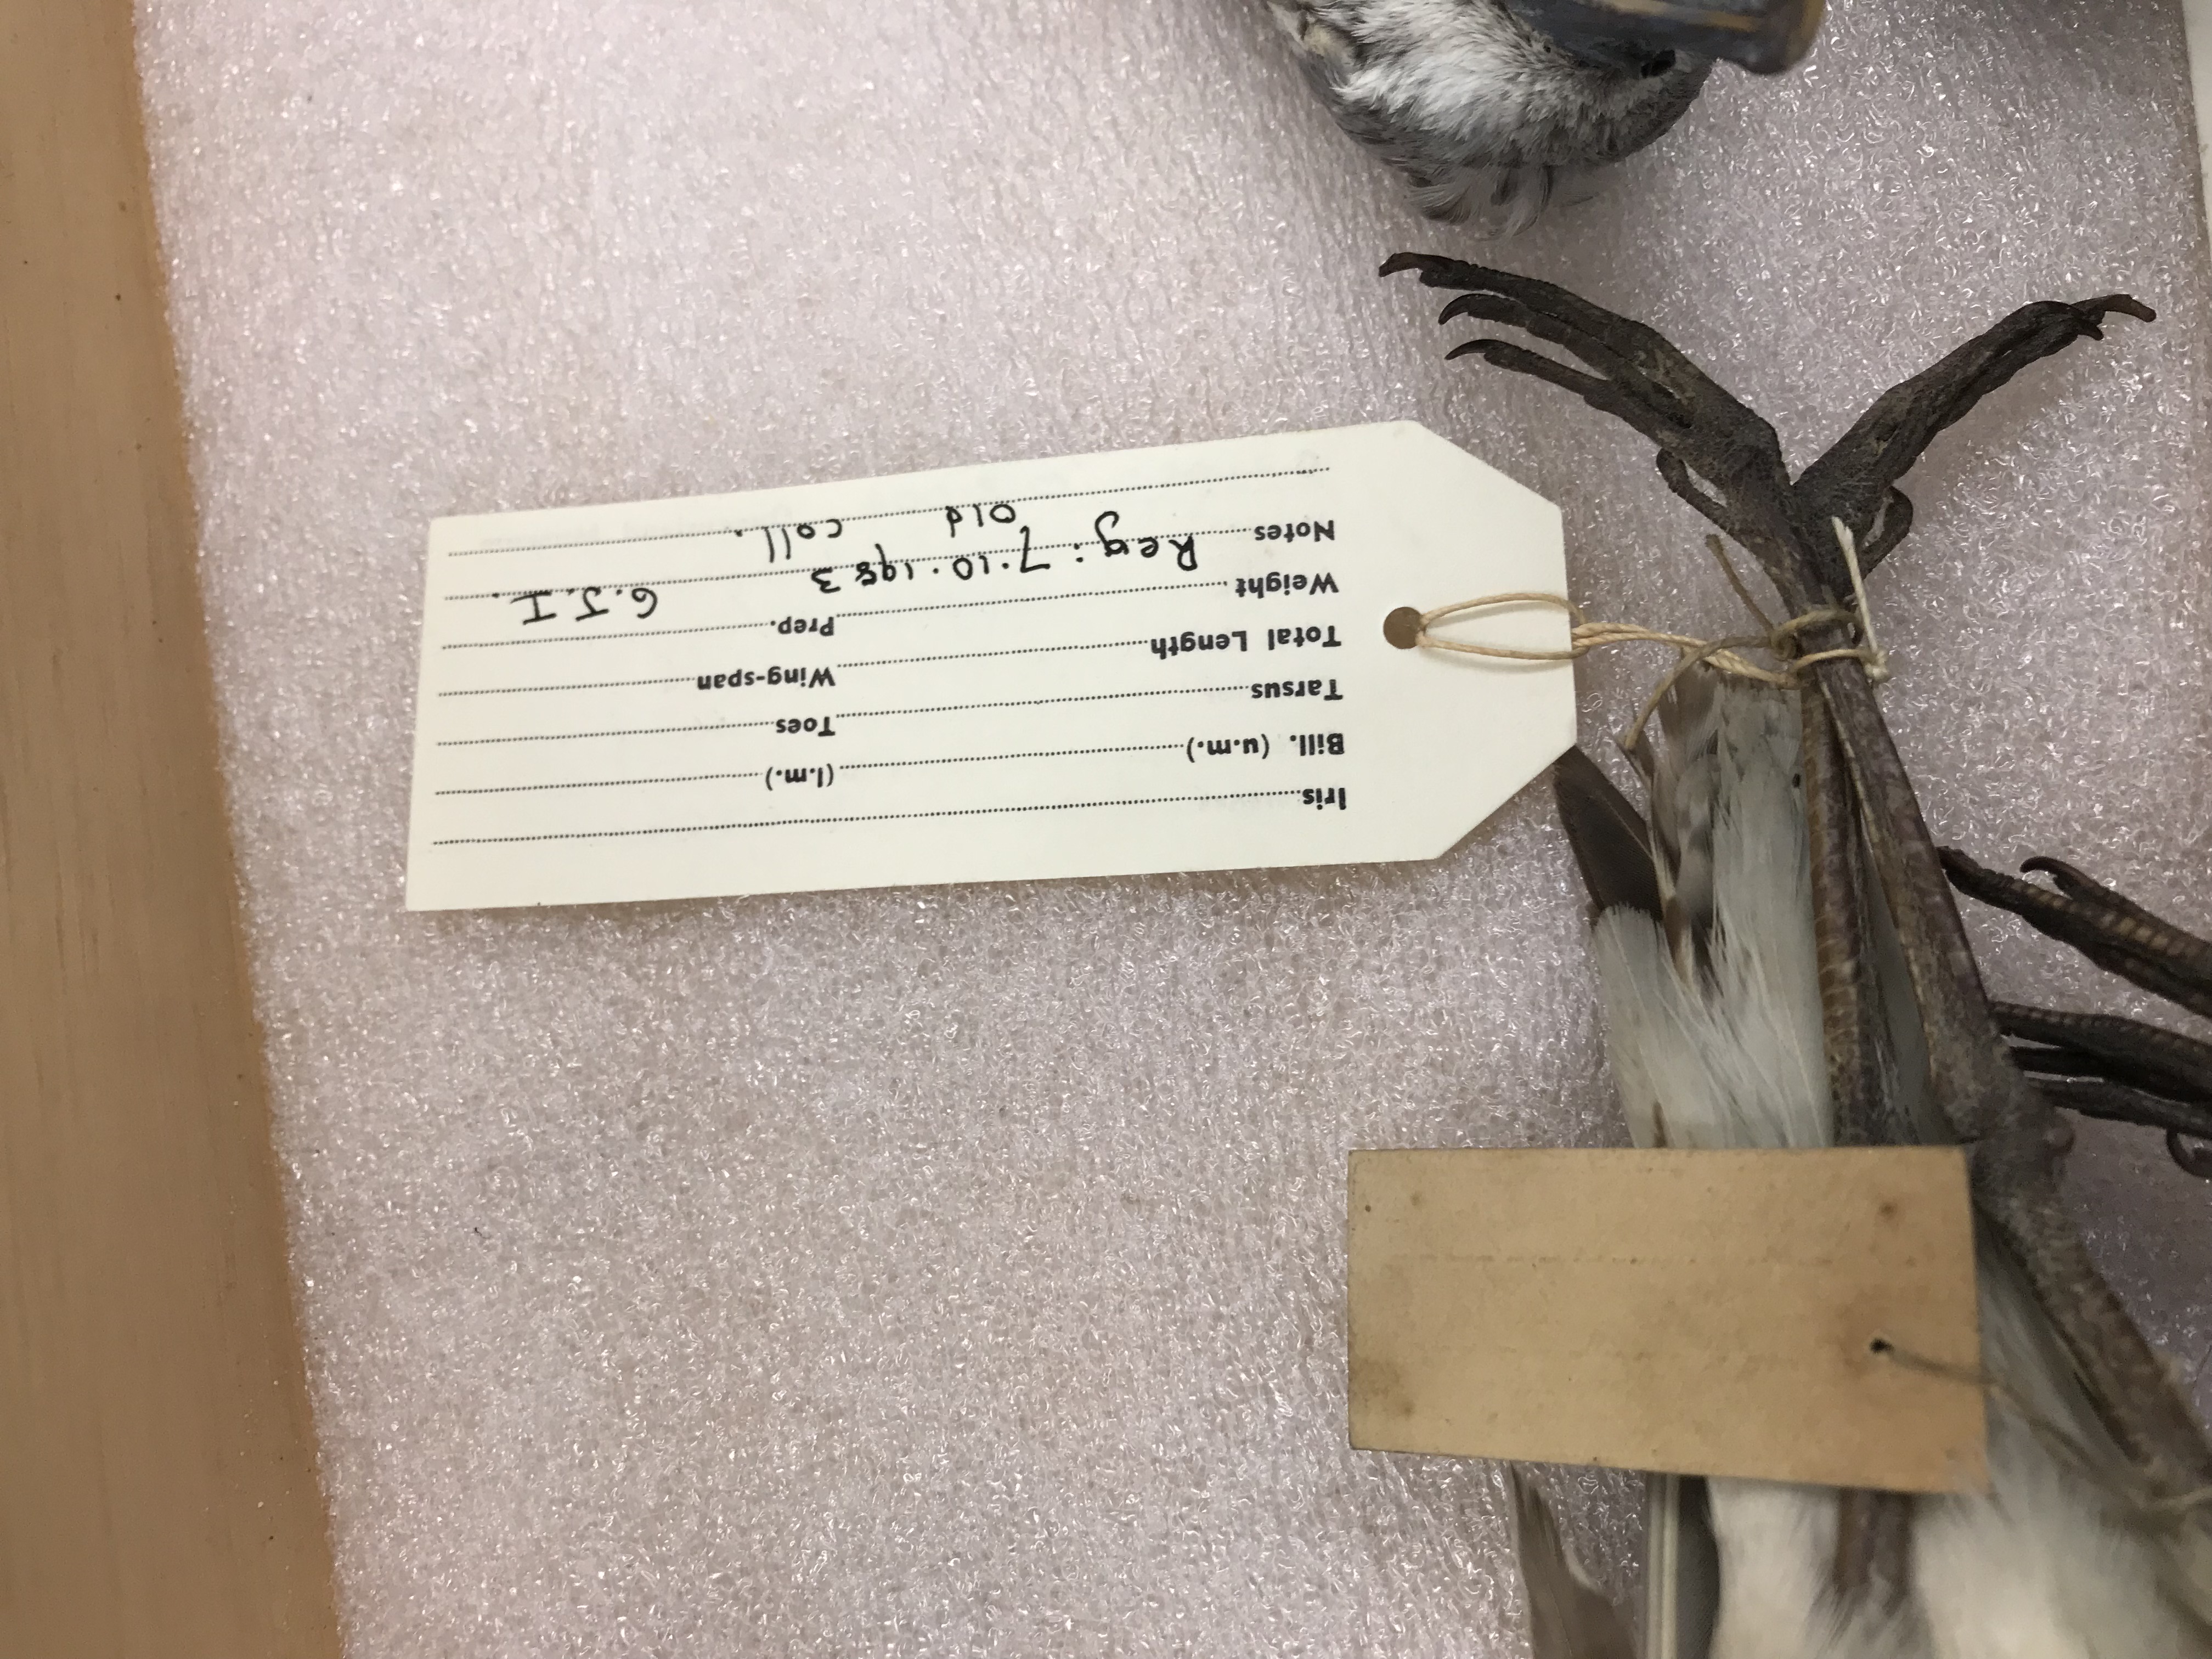 Iris
Bill. (u.m.) (l.m.)
Tarsus Toes
Total Length Wing-span
Weight Prep.
Notes Reg: 7.10.1983 G.J.I.
Old coll.